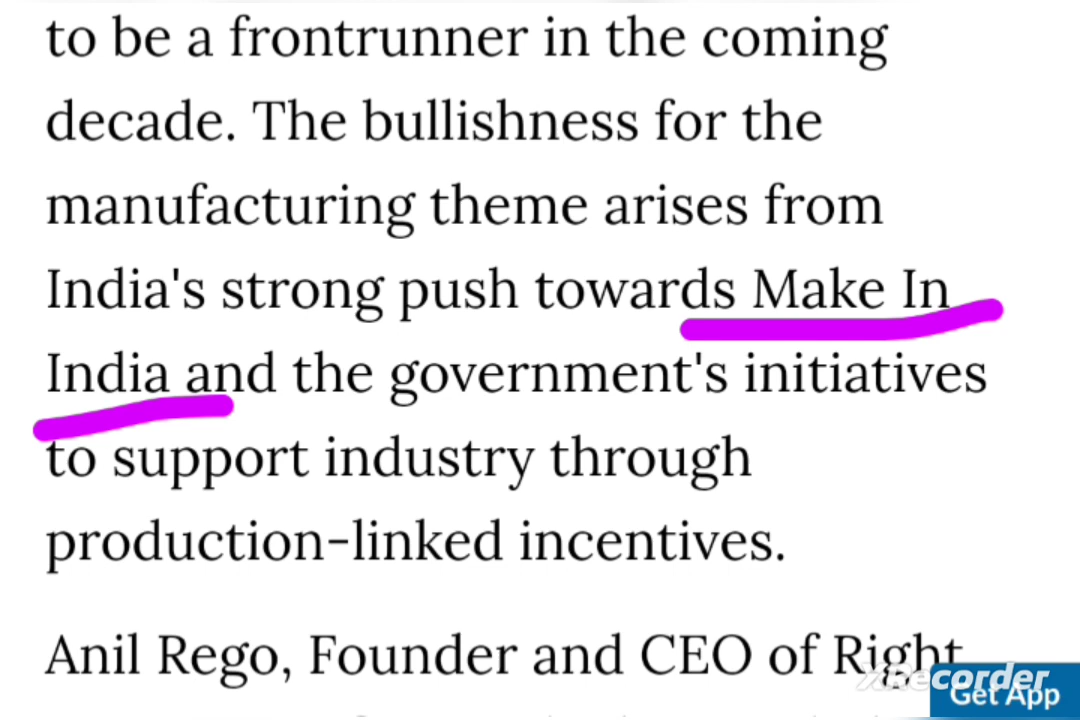 to be a frontrunner in the coming
decade. The bullishness for the
manufacturing theme arises from
India's strong push towards Make In
India and the government's initiatives
to support industry through
production-linked incentives.
Anil Rego, Founder and CEO of Right
XRecorder
Get App